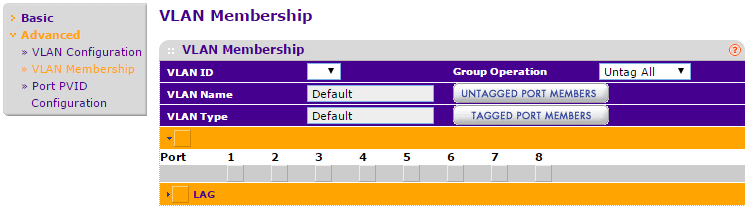 Basic
Advanced
» VLAN Configuration
» VLAN Membership
» Port PVID
Configuration
VLAN Membership
VLAN Membership ?
VLAN ID Group Operation Untag All
VLAN Name Default UNTAGGED PORT MEMBERS
VLAN Type Default TAGGED PORT MEMBERS
Port 1 2 3 4 5 6 7 8
LAG